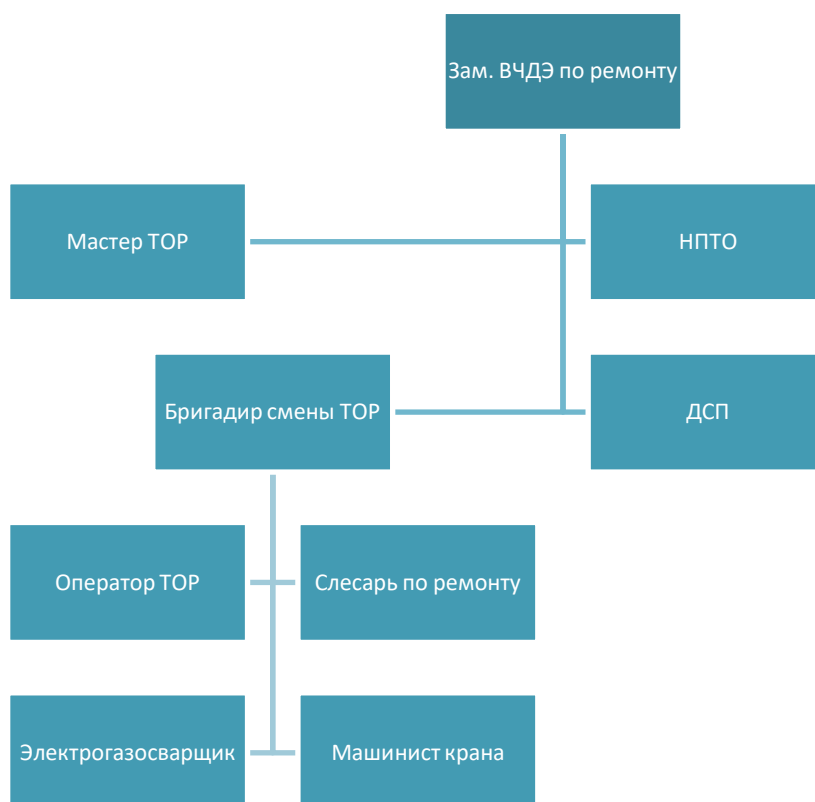 Зам. ВЧДЭ по ремонту
Мастер ТОР
НПТО
Бригадир смены ТОР
ДСП
Оператор ТОР
Слесарь по ремонту
Электрогазосварщик
Машинист крана